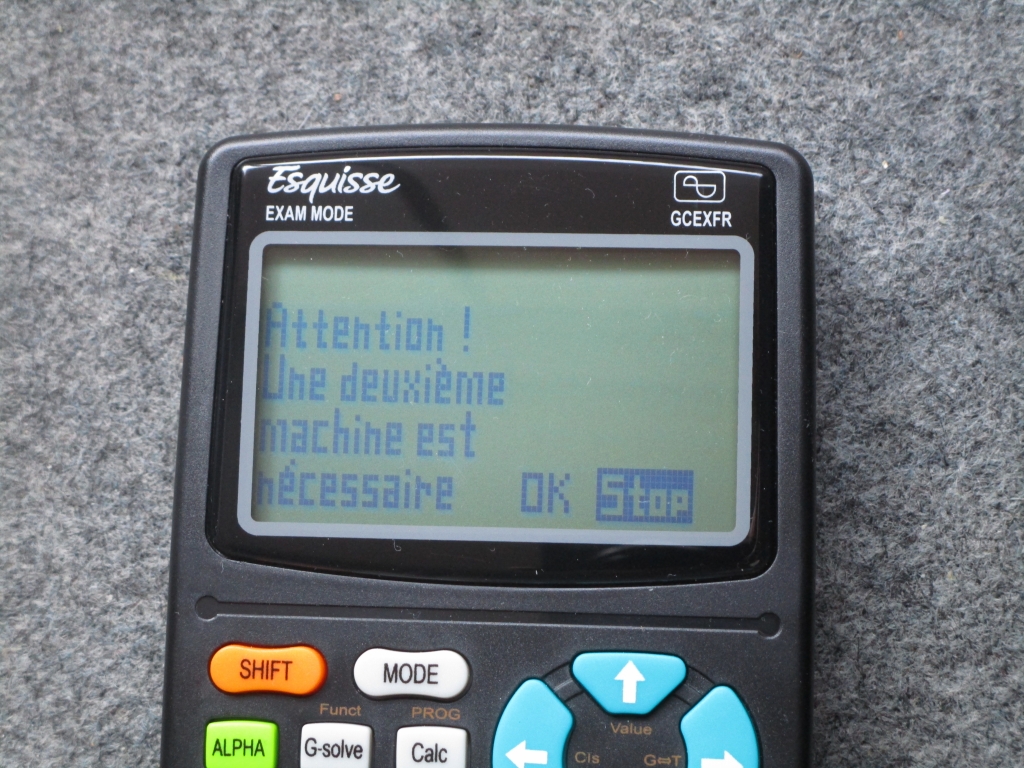 Esquisse
EXAM MODE
GCEXFR
Attention !
Une deuxième
machine est
nécessaire OK Stop
SHIFT MODE
Funct PROG Value
ALPHA G-solve Calc Cls G⇔T